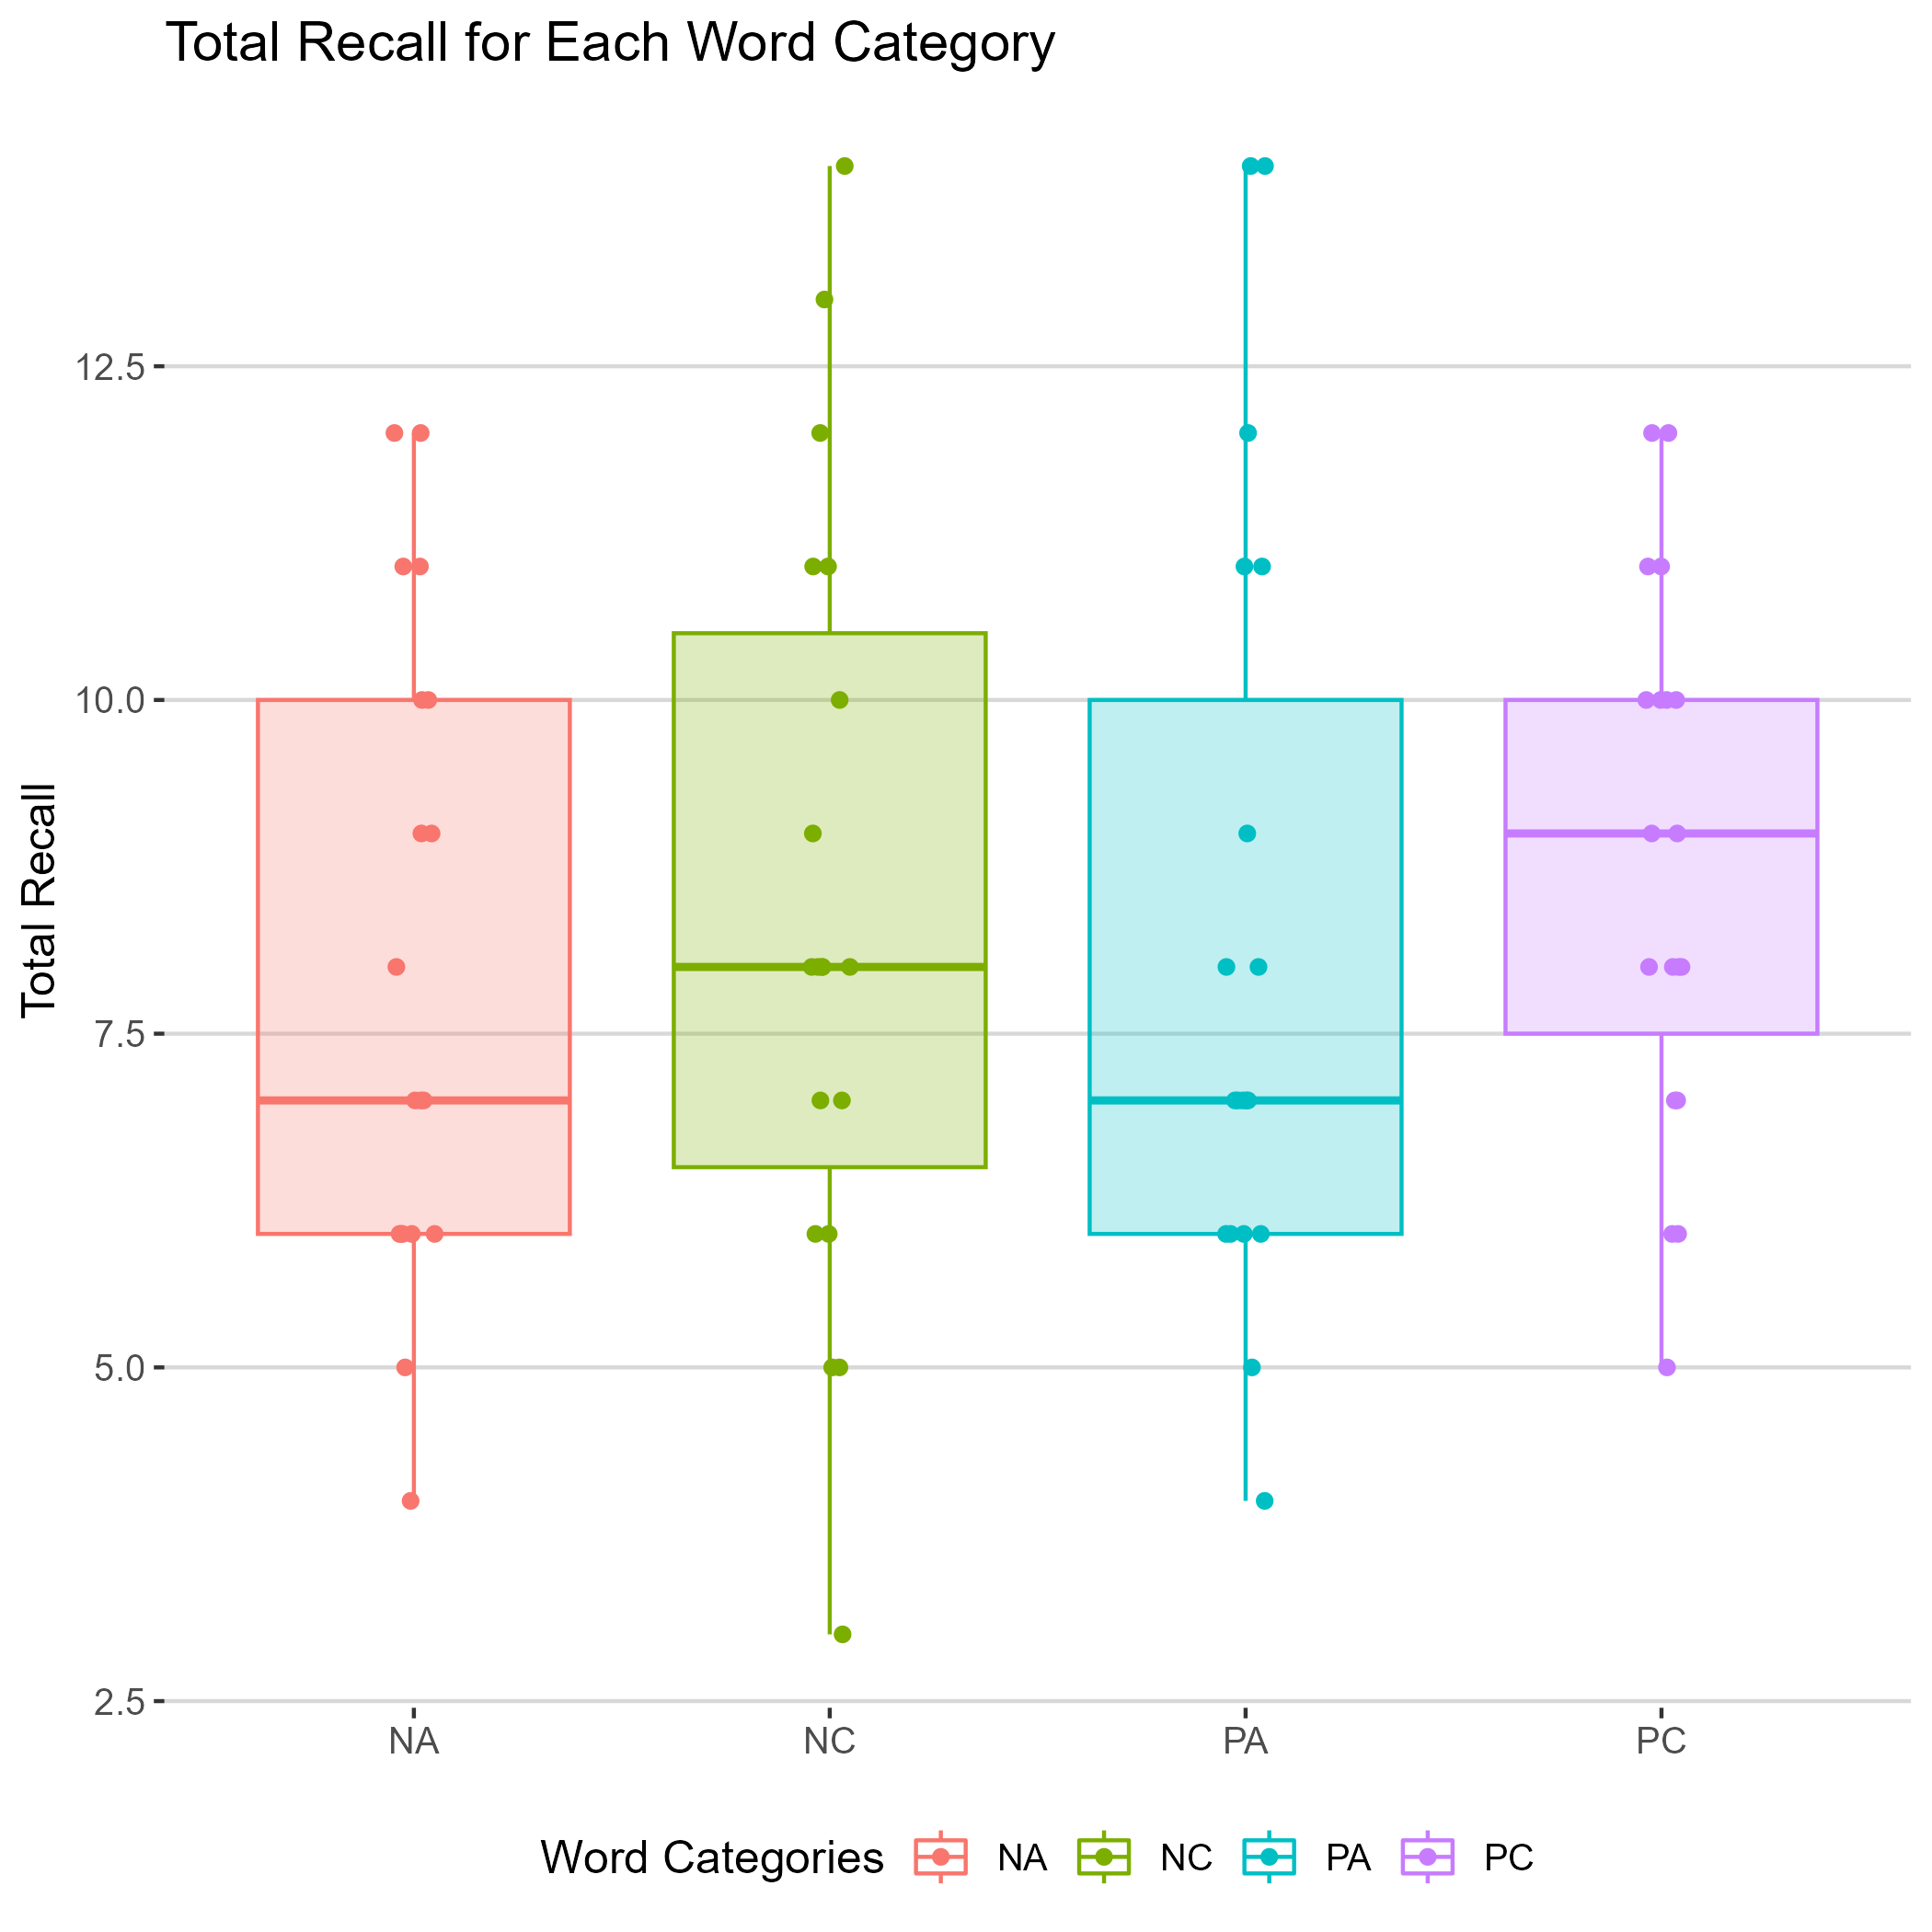 Total Recall for Each Word Category
Total Recall
12.5
10.0
7.5
5.0
2.5
NA NC PA PC
Word Categories NA NC PA PC